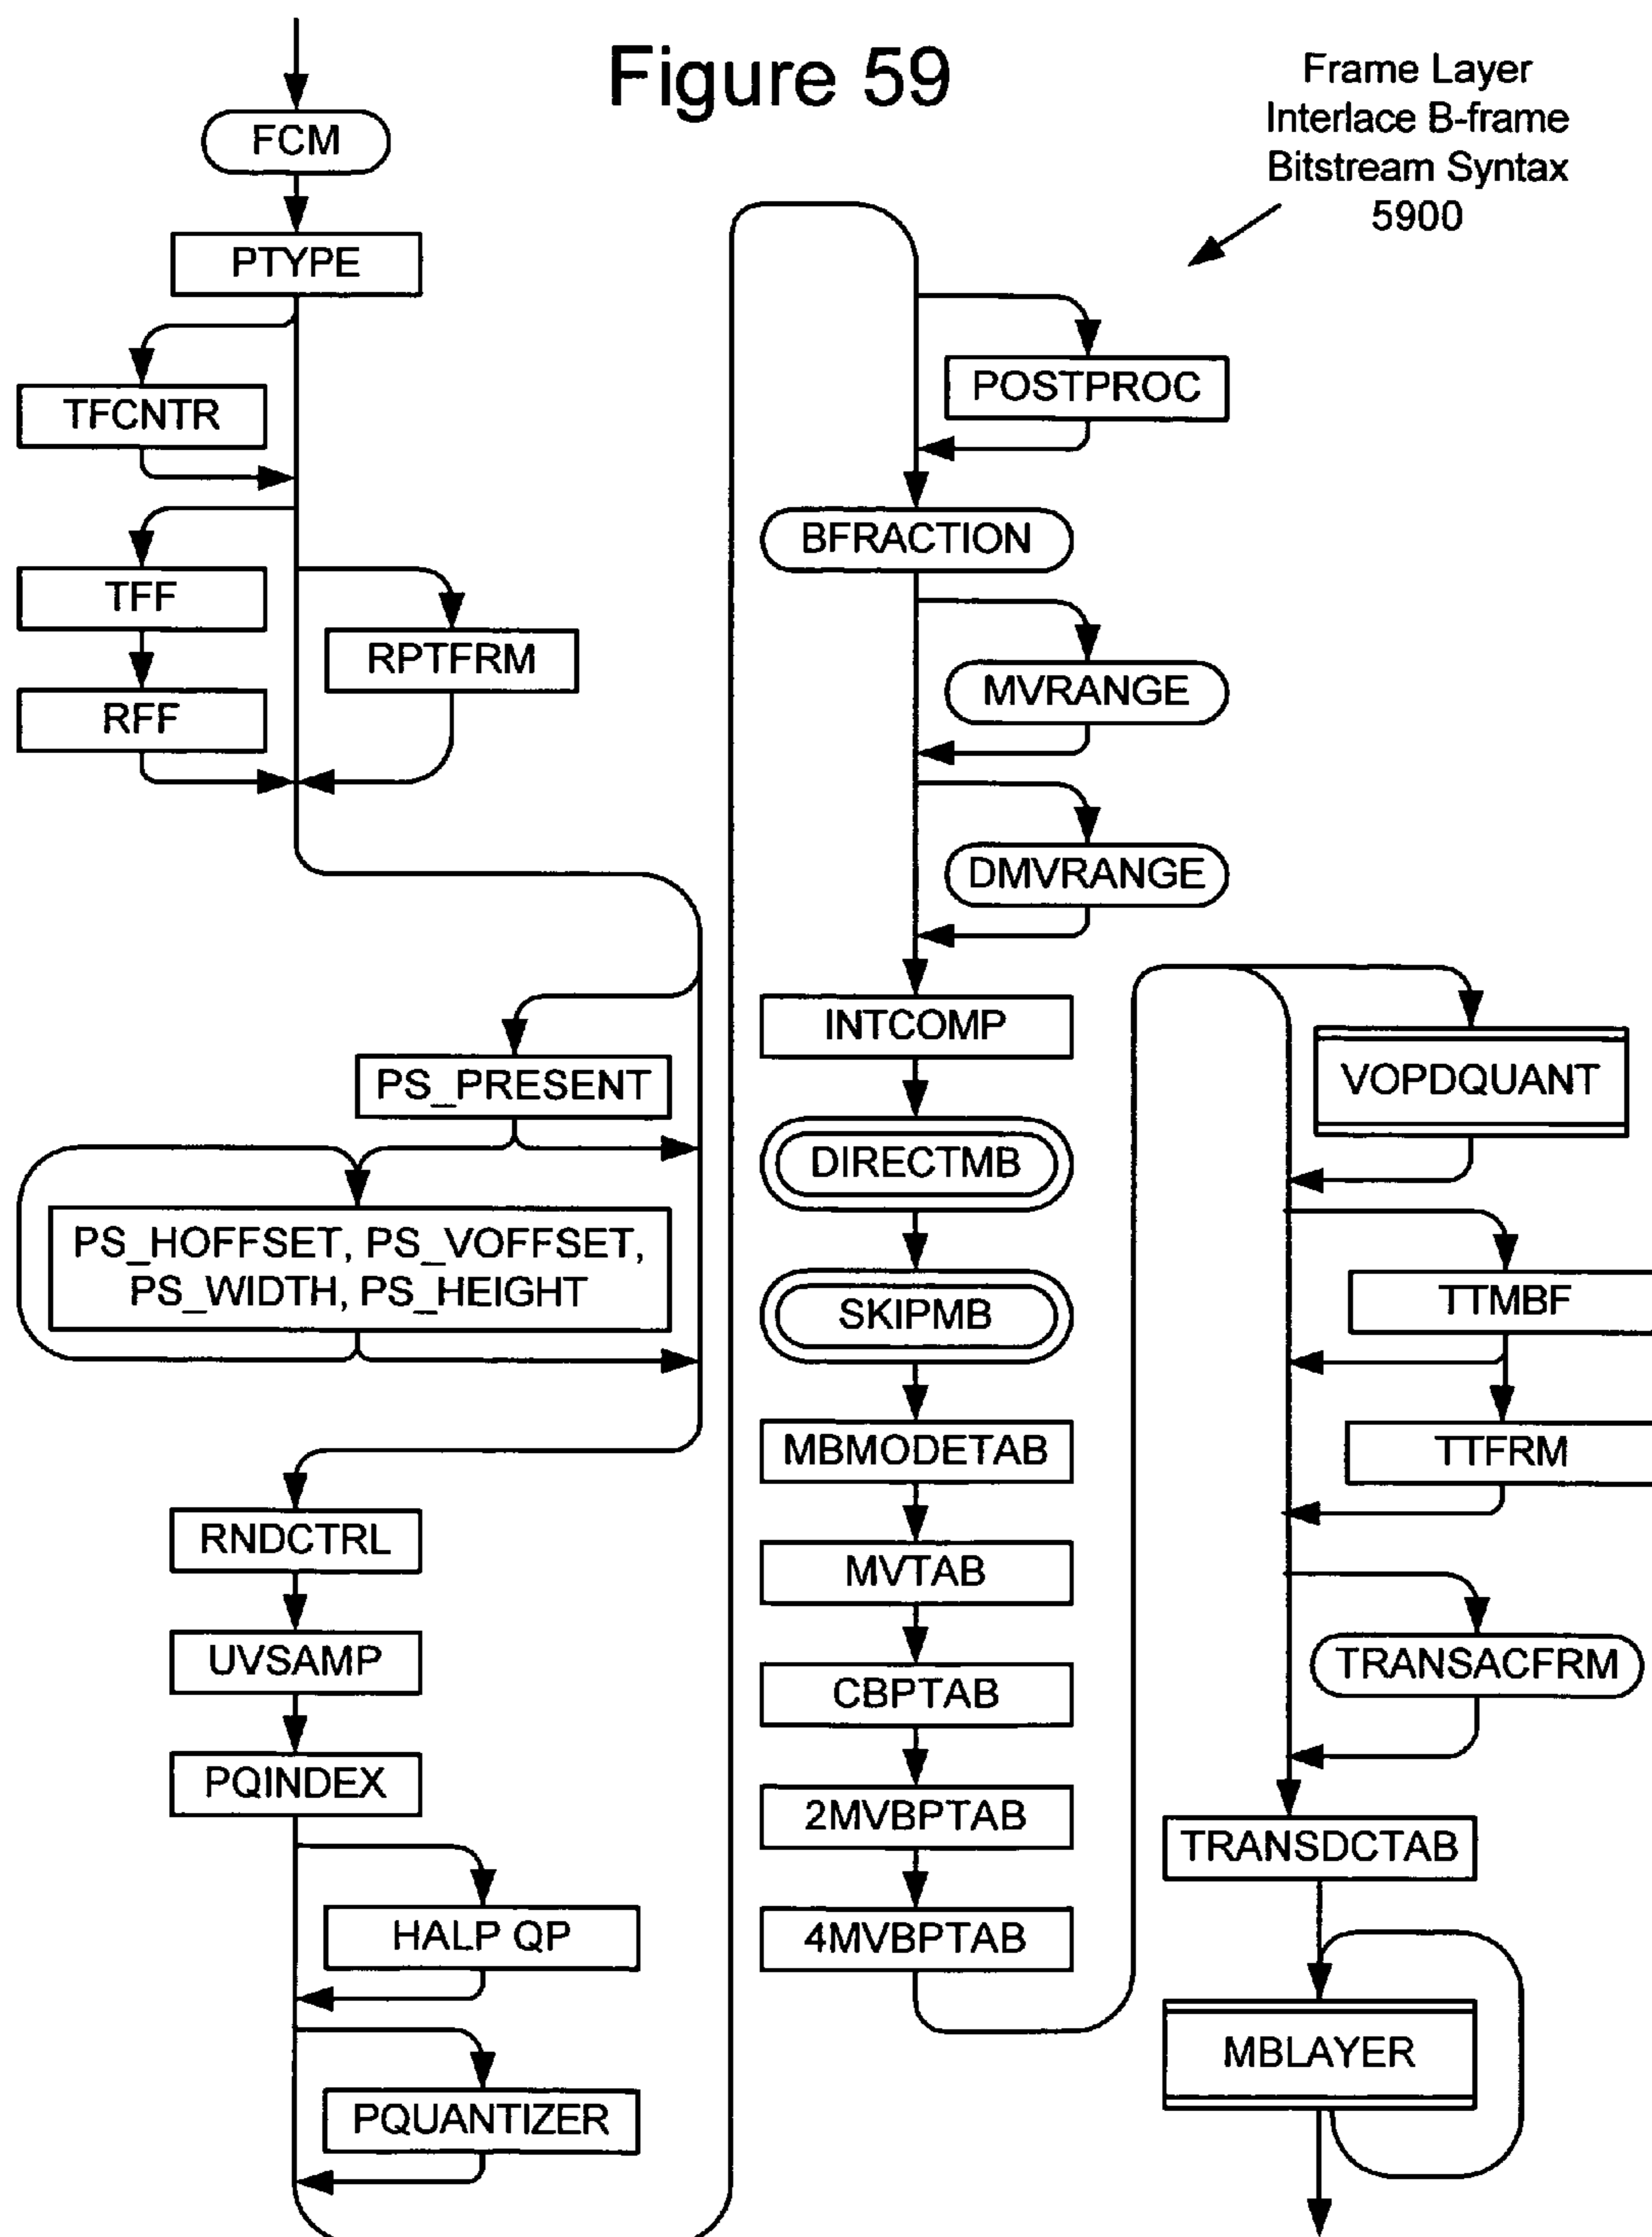 Figure 59
Frame Layer
Interlace B-frame
Bitstream Syntax
5900
FCM
PTYPE
TFCNTR
TFF
RPTFRM
RFF
PS_PRESENT
PS_HOFFSET, PS_VOFFSET,
PS_WIDTH, PS_HEIGHT
RNDCTRL
UVSAMP
PQINDEX
HALP QP
PQUANTIZER
POSTPROC
BFRACTION
MVRANGE
DMVRANGE
INTCOMP
DIRECTMB
SKIPMB
MBMODETAB
MVTAB
CBPTAB
2MVBPTAB
4MVBPTAB
VOPDQUANT
TTMBF
TTFRM
TRANSACFRM
TRANSDCTAB
MBLAYER